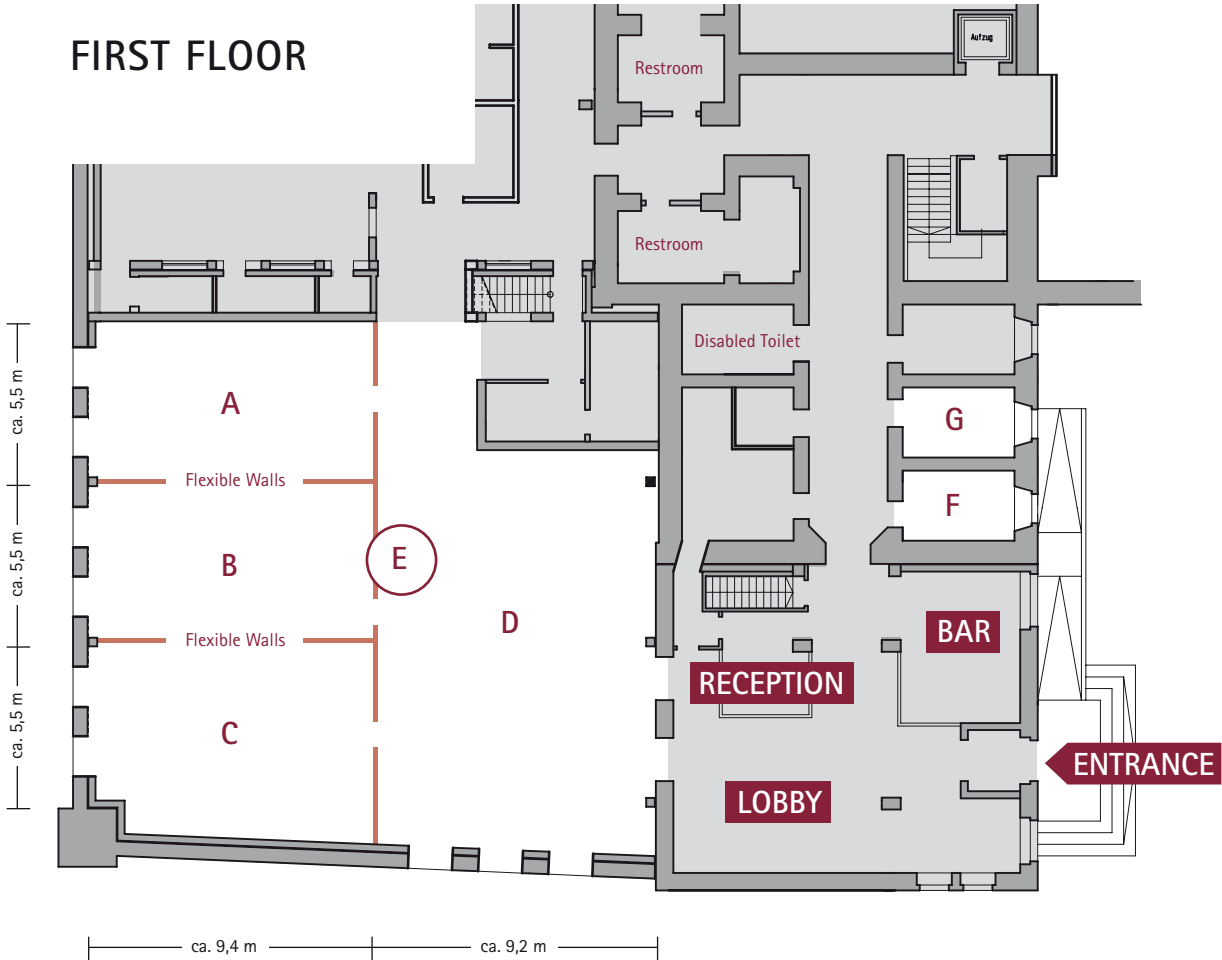 FIRST FLOOR
Aufzug
Restroom
Restroom
Disabled Toilet
ca. 5,5 m
A
G
Flexible Walls
F
ca. 5,5 m
B
E
D
BAR
Flexible Walls
RECEPTION
ca. 5,5 m
C
ENTRANCE
LOBBY
ca. 9,4 m
ca. 9,2 m